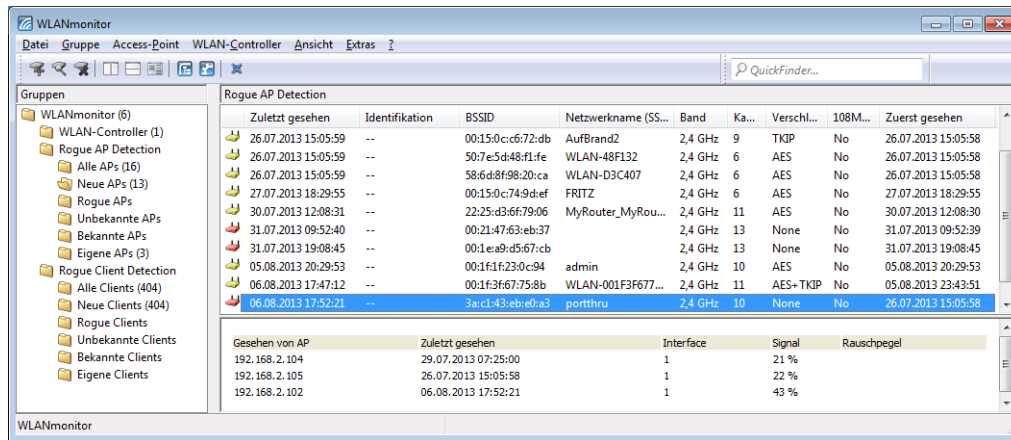 WLANmonitor
Datei Gruppe Access-Point WLAN-Controller Ansicht Extras ?
QuickFinder...
Gruppen
WLANmonitor (6)
WLAN-Controller (1)
Rogue AP Detection
Alle APs (16)
Neue APs (13)
Rogue APs
Unbekannte APs
Bekannte APs
Eigene APs (3)
Rogue Client Detection
Alle Clients (404)
Neue Clients (404)
Rogue Clients
Unbekannte Clients
Bekannte Clients
Eigene Clients
Rogue AP Detection
Zuletzt gesehen Identifikation BSSID Netzwerkname (SS... Band Ka... Verschl... 108M... Zuerst gesehen
26.07.2013 15:05:59 -- 00:15:0c:c6:72:db AufBrand2 2,4 GHz 9 TKIP No 26.07.2013 15:05:58
26.07.2013 15:05:59 -- 50:7e:5d:48:f1:fe WLAN-48F132 2,4 GHz 6 AES No 26.07.2013 15:05:58
26.07.2013 15:05:59 -- 58:6d:8f:98:20:ca WLAN-D3C407 2,4 GHz 6 AES No 26.07.2013 15:05:58
27.07.2013 18:29:55 -- 00:15:0c:74:9d:ef FRITZ 2,4 GHz 6 AES No 27.07.2013 18:29:55
30.07.2013 12:08:31 -- 22:25:d3:6f:79:06 MyRouter_MyRou... 2,4 GHz 11 AES No 30.07.2013 12:08:30
31.07.2013 09:52:40 -- 00:21:47:63:eb:37 2,4 GHz 13 None No 31.07.2013 09:52:39
31.07.2013 19:08:45 -- 00:1e:a9:d5:67:cb 2,4 GHz 13 None No 31.07.2013 19:08:45
05.08.2013 20:29:53 -- 00:1f:1f:23:0c:94 admin 2,4 GHz 10 AES No 05.08.2013 20:29:53
06.08.2013 17:47:12 -- 00:1f:3f:67:75:8b WLAN-001F3F677... 2,4 GHz 11 AES+TKIP No 05.08.2013 23:43:51
06.08.2013 17:52:21 -- 3a:c1:43:eb:e0:a3 portthru 2,4 GHz 10 None No 26.07.2013 15:05:58
Gesehen von AP Zuletzt gesehen Interface Signal Rauschpegel
192.168.2.104 29.07.2013 07:25:00 1 21 %
192.168.2.105 26.07.2013 15:05:58 1 22 %
192.168.2.102 06.08.2013 17:52:21 1 43 %
WLANmonitor